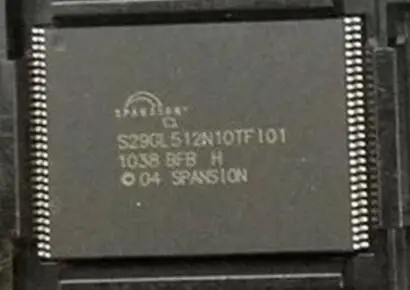 SPANSION
S29GL512N10TFI01
1038 BFB H
© 04 SPANSION